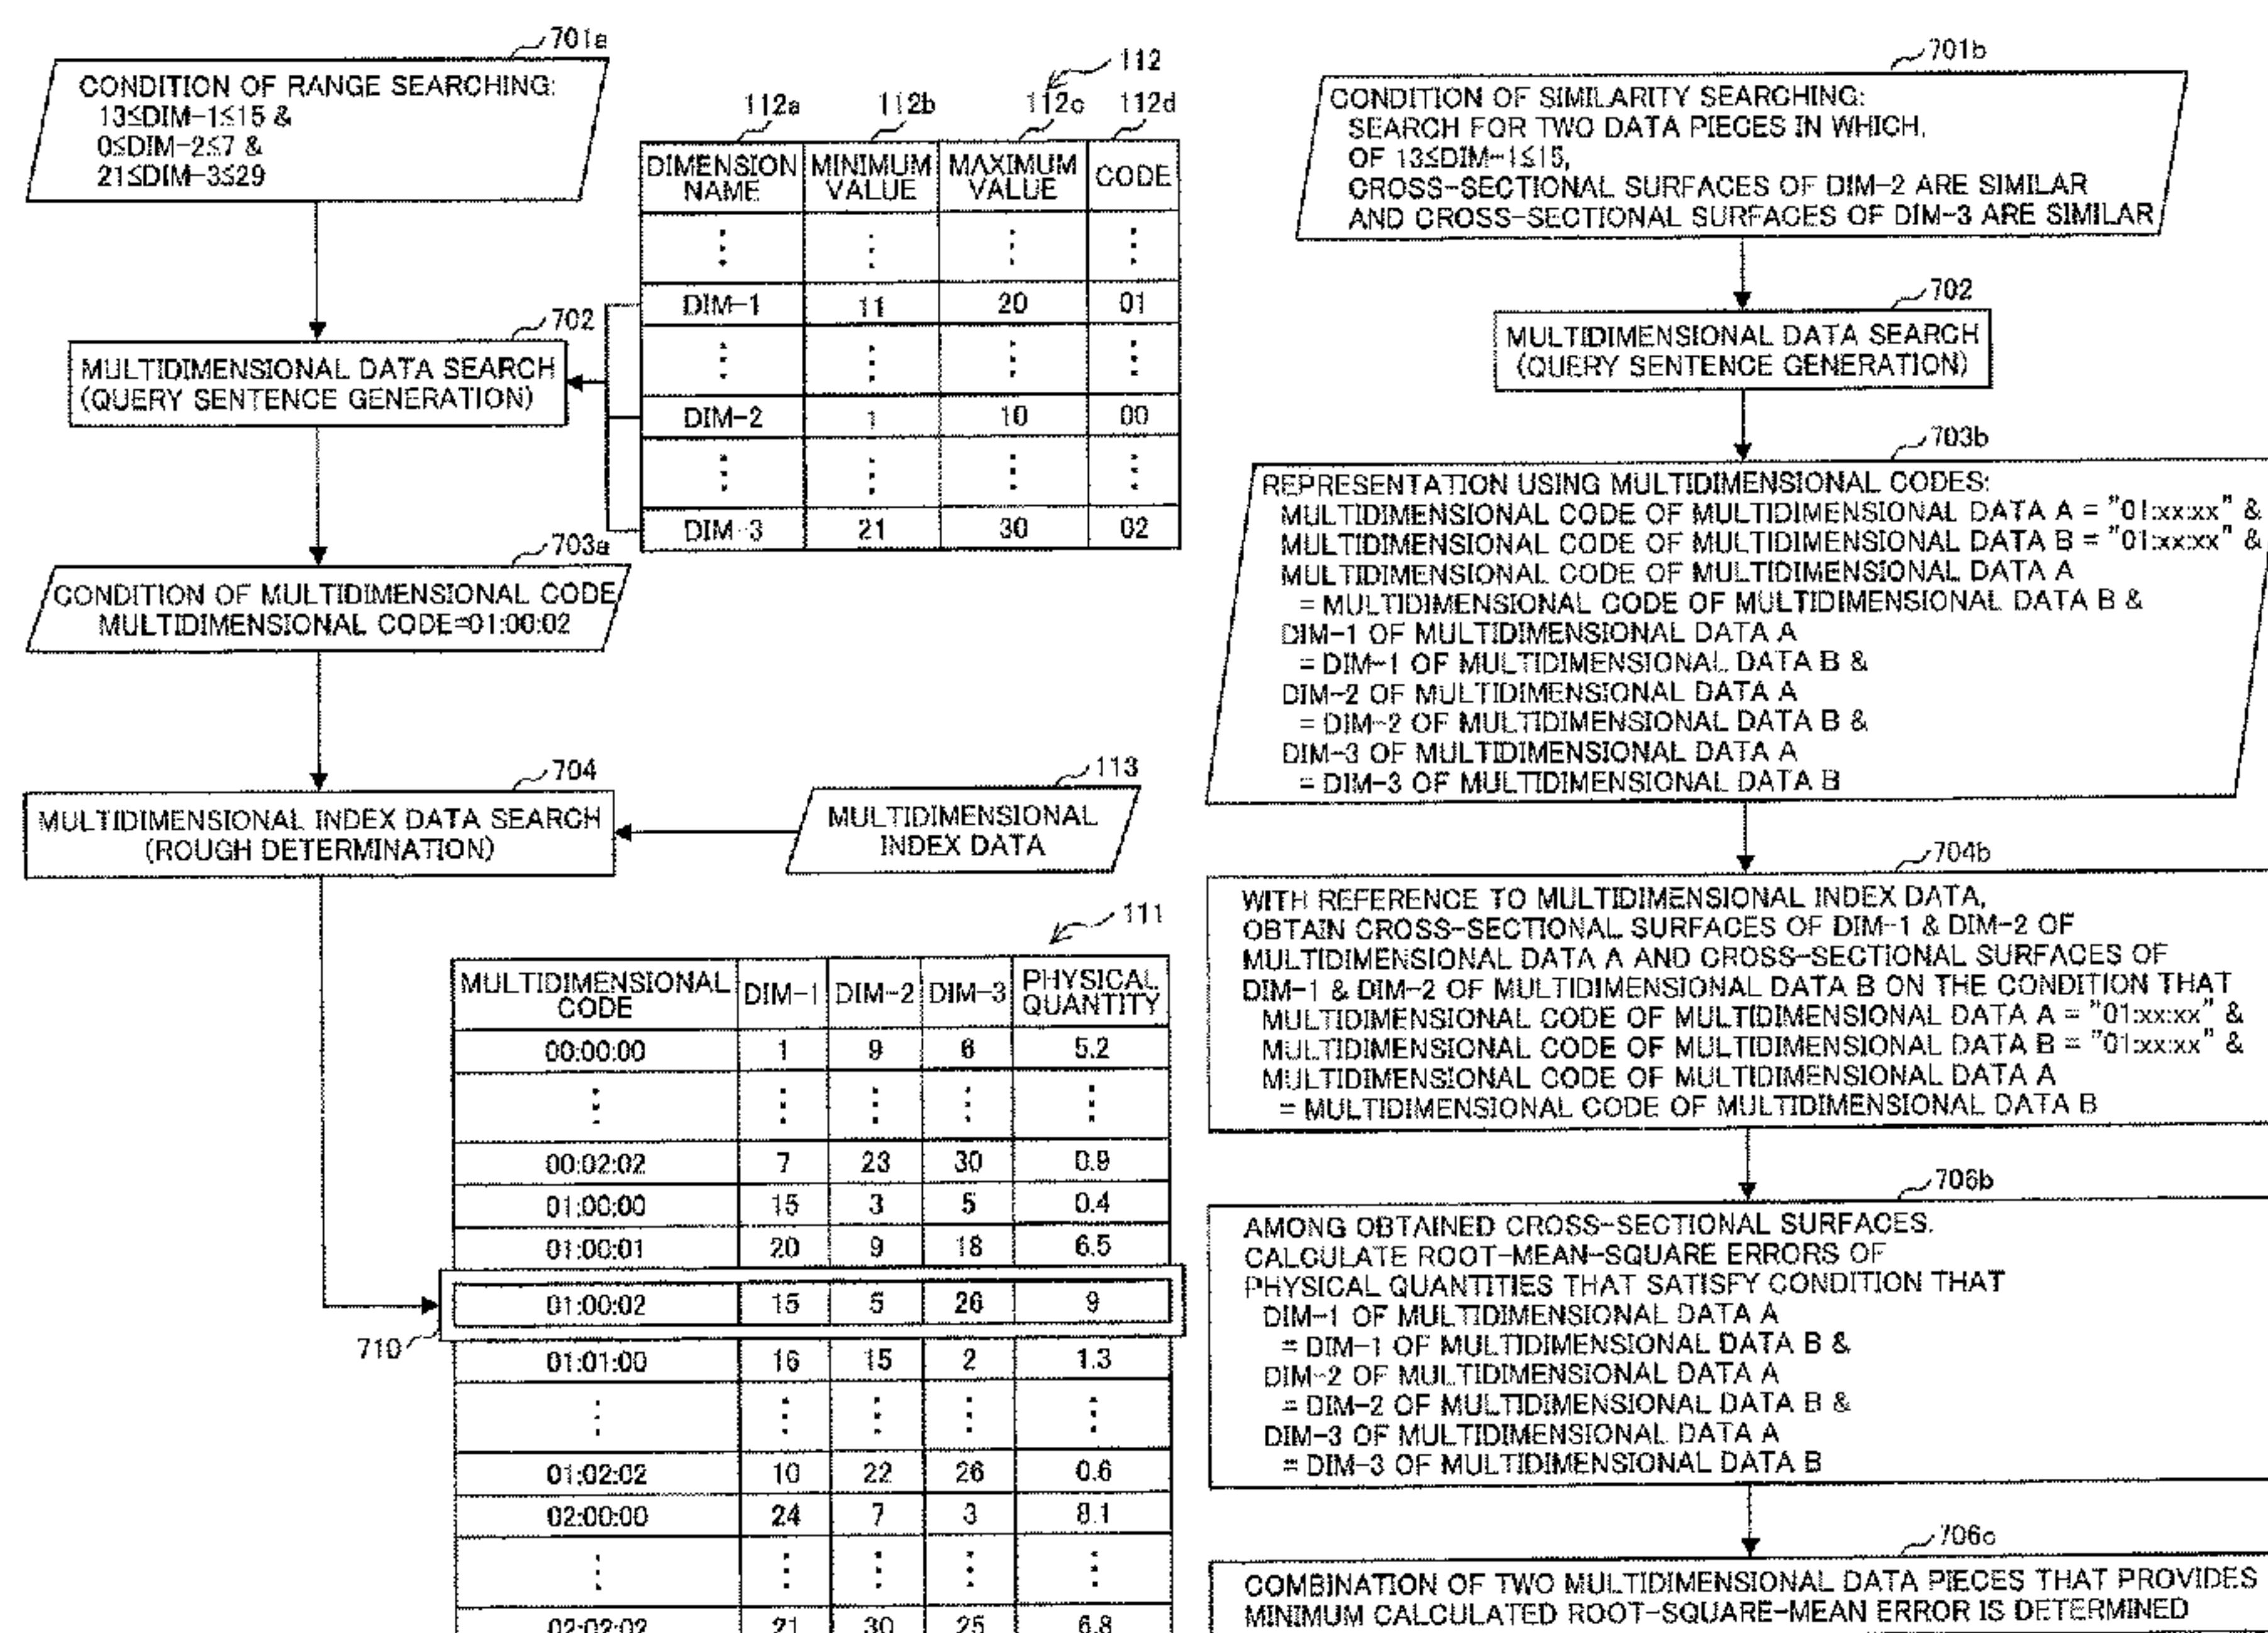 701a
CONDITION OF RANGE SEARCHING:
13≤DIM-1≤15 &
0≤DIM-2≤7 &
21≤DIM-3≤29
702
MULTIDIMENSIONAL DATA SEARCH
(QUERY SENTENCE GENERATION)
703a
CONDITION OF MULTIDIMENSIONAL CODE
MULTIDIMENSIONAL CODE=01:00:02
704
MULTIDIMENSIONAL INDEX DATA SEARCH
(ROUGH DETERMINATION)
112
112a 112b 112c 112d
DIMENSION NAME MINIMUM VALUE MAXIMUM VALUE CODE
DIM-1 11 20 01
DIM-2 1 10 00
DIM-3 21 30 02
113
MULTIDIMENSIONAL
INDEX DATA
111
MULTIDIMENSIONAL CODE DIM-1 DIM-2 DIM-3 PHYSICAL QUANTITY
00:00:00 1 9 6 5.2
00:02:02 7 23 30 0.9
01:00:00 15 3 5 0.4
01:00:01 20 9 18 6.5
01:00:02 15 5 26 9
710
01:01:00 16 15 2 1.3
01:02:02 10 22 26 0.6
02:00:00 24 7 3 8.1
02:02:02 21 30 25 6.8
701b
CONDITION OF SIMILARITY SEARCHING:
SEARCH FOR TWO DATA PIECES IN WHICH,
OF 13≤DIM-1≤15,
CROSS-SECTIONAL SURFACES OF DIM-2 ARE SIMILAR
AND CROSS-SECTIONAL SURFACES OF DIM-3 ARE SIMILAR
702
MULTIDIMENSIONAL DATA SEARCH
(QUERY SENTENCE GENERATION)
703b
REPRESENTATION USING MULTIDIMENSIONAL CODES:
MULTIDIMENSIONAL CODE OF MULTIDIMENSIONAL DATA A = "01:xx:xx" &
MULTIDIMENSIONAL CODE OF MULTIDIMENSIONAL DATA B = "01:xx:xx" &
MULTIDIMENSIONAL CODE OF MULTIDIMENSIONAL DATA A
= MULTIDIMENSIONAL CODE OF MULTIDIMENSIONAL DATA B &
DIM-1 OF MULTIDIMENSIONAL DATA A
= DIM-1 OF MULTIDIMENSIONAL DATA B &
DIM-2 OF MULTIDIMENSIONAL DATA A
= DIM-2 OF MULTIDIMENSIONAL DATA B &
DIM-3 OF MULTIDIMENSIONAL DATA A
= DIM-3 OF MULTIDIMENSIONAL DATA B
704b
WITH REFERENCE TO MULTIDIMENSIONAL INDEX DATA,
OBTAIN CROSS-SECTIONAL SURFACES OF DIM-1 & DIM-2 OF
MULTIDIMENSIONAL DATA A AND CROSS-SECTIONAL SURFACES OF
DIM-1 & DIM-2 OF MULTIDIMENSIONAL DATA B ON THE CONDITION THAT
MULTIDIMENSIONAL CODE OF MULTIDIMENSIONAL DATA A = "01:xx:xx" &
MULTIDIMENSIONAL CODE OF MULTIDIMENSIONAL DATA B = "01:xx:xx" &
MULTIDIMENSIONAL CODE OF MULTIDIMENSIONAL DATA A
= MULTIDIMENSIONAL CODE OF MULTIDIMENSIONAL DATA B
706b
AMONG OBTAINED CROSS-SECTIONAL SURFACES.
CALCULATE ROOT-MEAN-SQUARE ERRORS OF
PHYSICAL QUANTITIES THAT SATISFY CONDITION THAT
DIM-1 OF MULTIDIMENSIONAL DATA A
= DIM-1 OF MULTIDIMENSIONAL DATA B &
DIM-2 OF MULTIDIMENSIONAL DATA A
= DIM-2 OF MULTIDIMENSIONAL DATA B &
DIM-3 OF MULTIDIMENSIONAL DATA A
= DIM-3 OF MULTIDIMENSIONAL DATA B
706c
COMBINATION OF TWO MULTIDIMENSIONAL DATA PIECES THAT PROVIDES
MINIMUM CALCULATED ROOT-SQUARE-MEAN ERROR IS DETERMINED